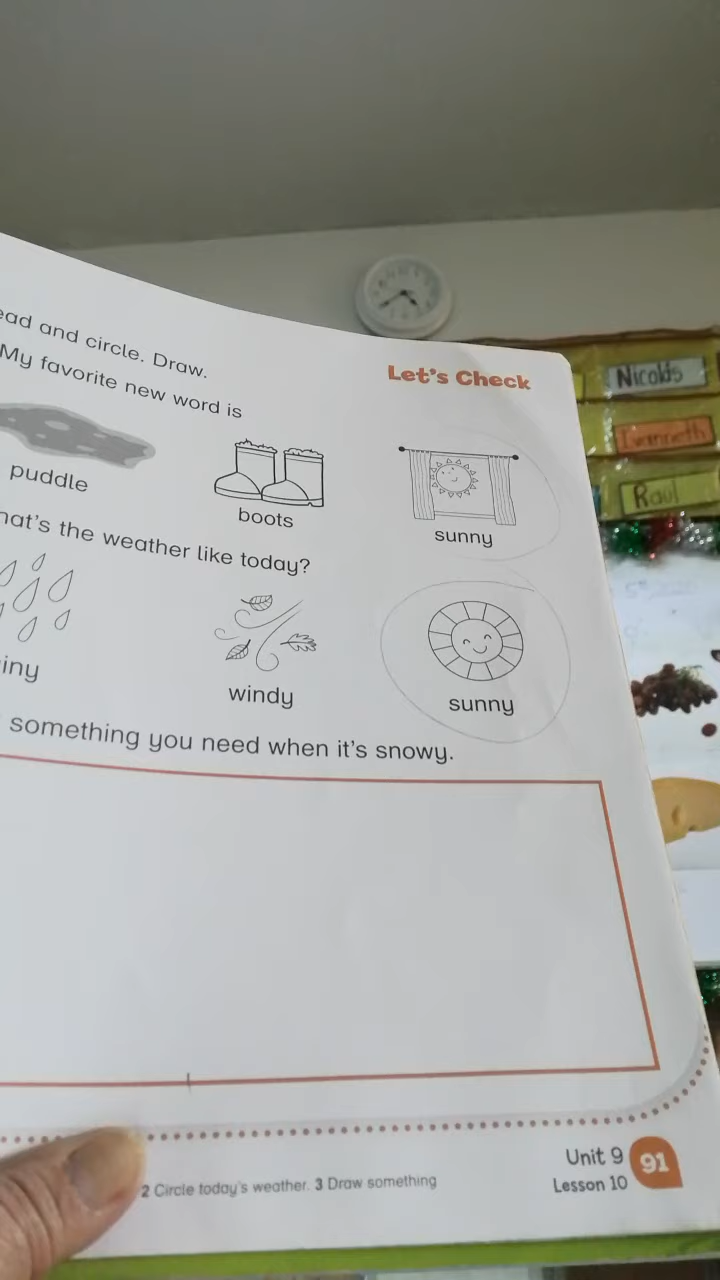 ead and circle. Draw.
Let's Check
My favorite new word is
puddle
boots
sunny
hat's the weather like today?
iny
windy
sunny
something you need when it's snowy.
2 Circle today's weather. 3 Draw something
Unit 9
Lesson 10
91
Nicolds
Ivanneth
Raul